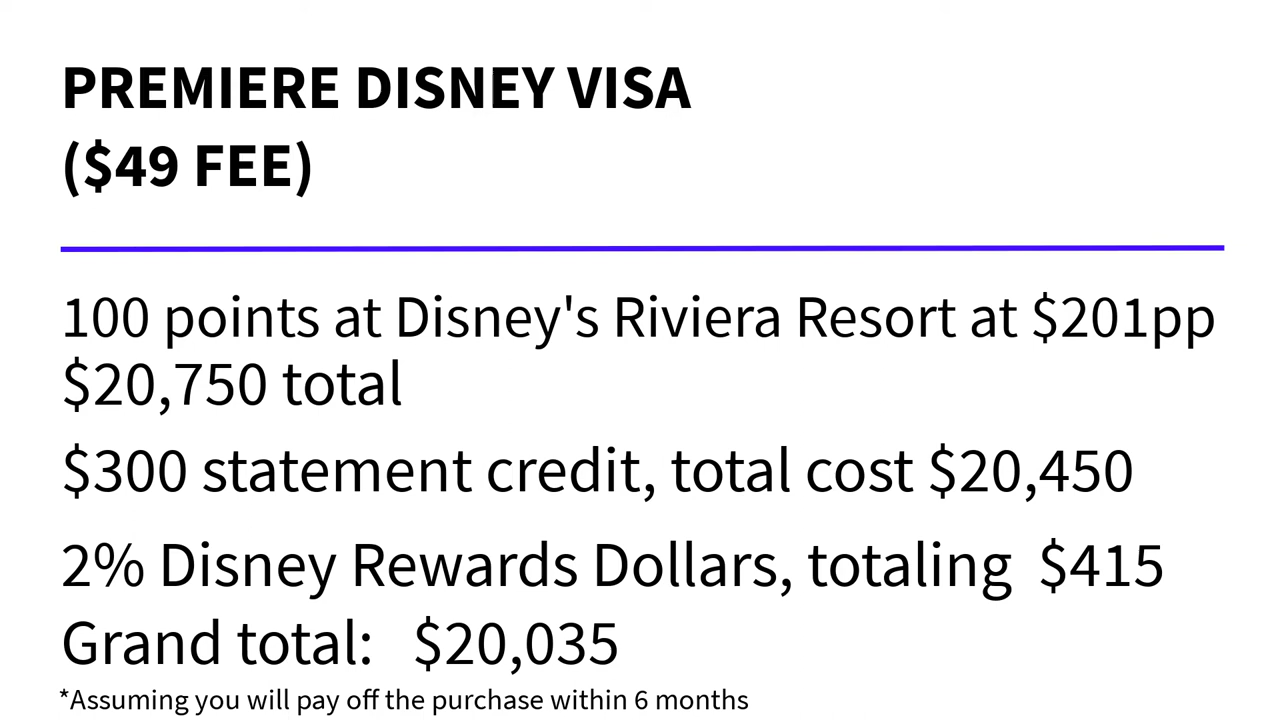 PREMIERE DISNEY VISA
($49 FEE)
100 points at Disney's Riviera Resort at $201pp
$20,750 total
$300 statement credit, total cost $20,450
2% Disney Rewards Dollars, totaling $415
Grand total: $20,035
*Assuming you will pay off the purchase within 6 months